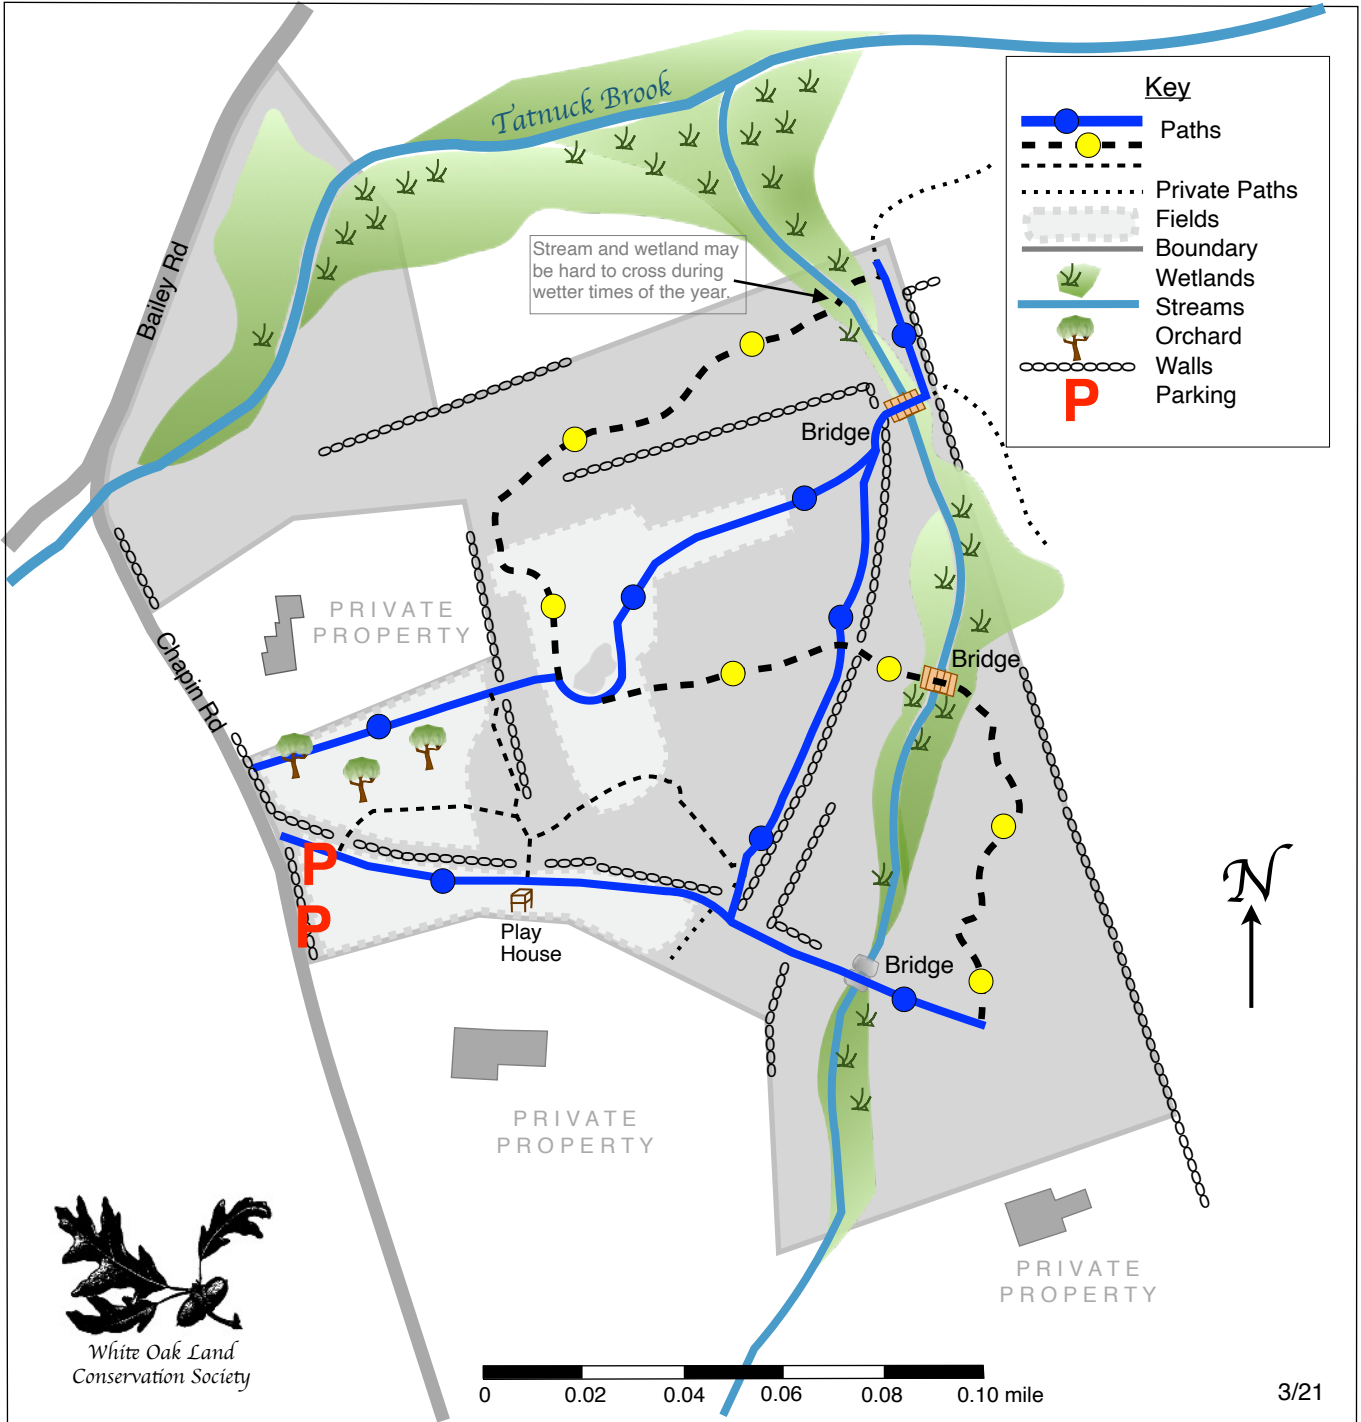 Tatnuck Brook
Key
Paths
Private Paths
Fields
Boundary
Wetlands
Streams
Orchard
Walls
P
Parking
Stream and wetland may
be hard to cross during
wetter times of the year.
Bailey Rd
Bridge
PRIVATE
PROPERTY
Chapin Rd
Bridge
P
P
Play
House
Bridge
N
PRIVATE
PROPERTY
PRIVATE
PROPERTY
White Oak Land
Conservation Society
0 0.02 0.04 0.06 0.08 0.10 mile
3/21